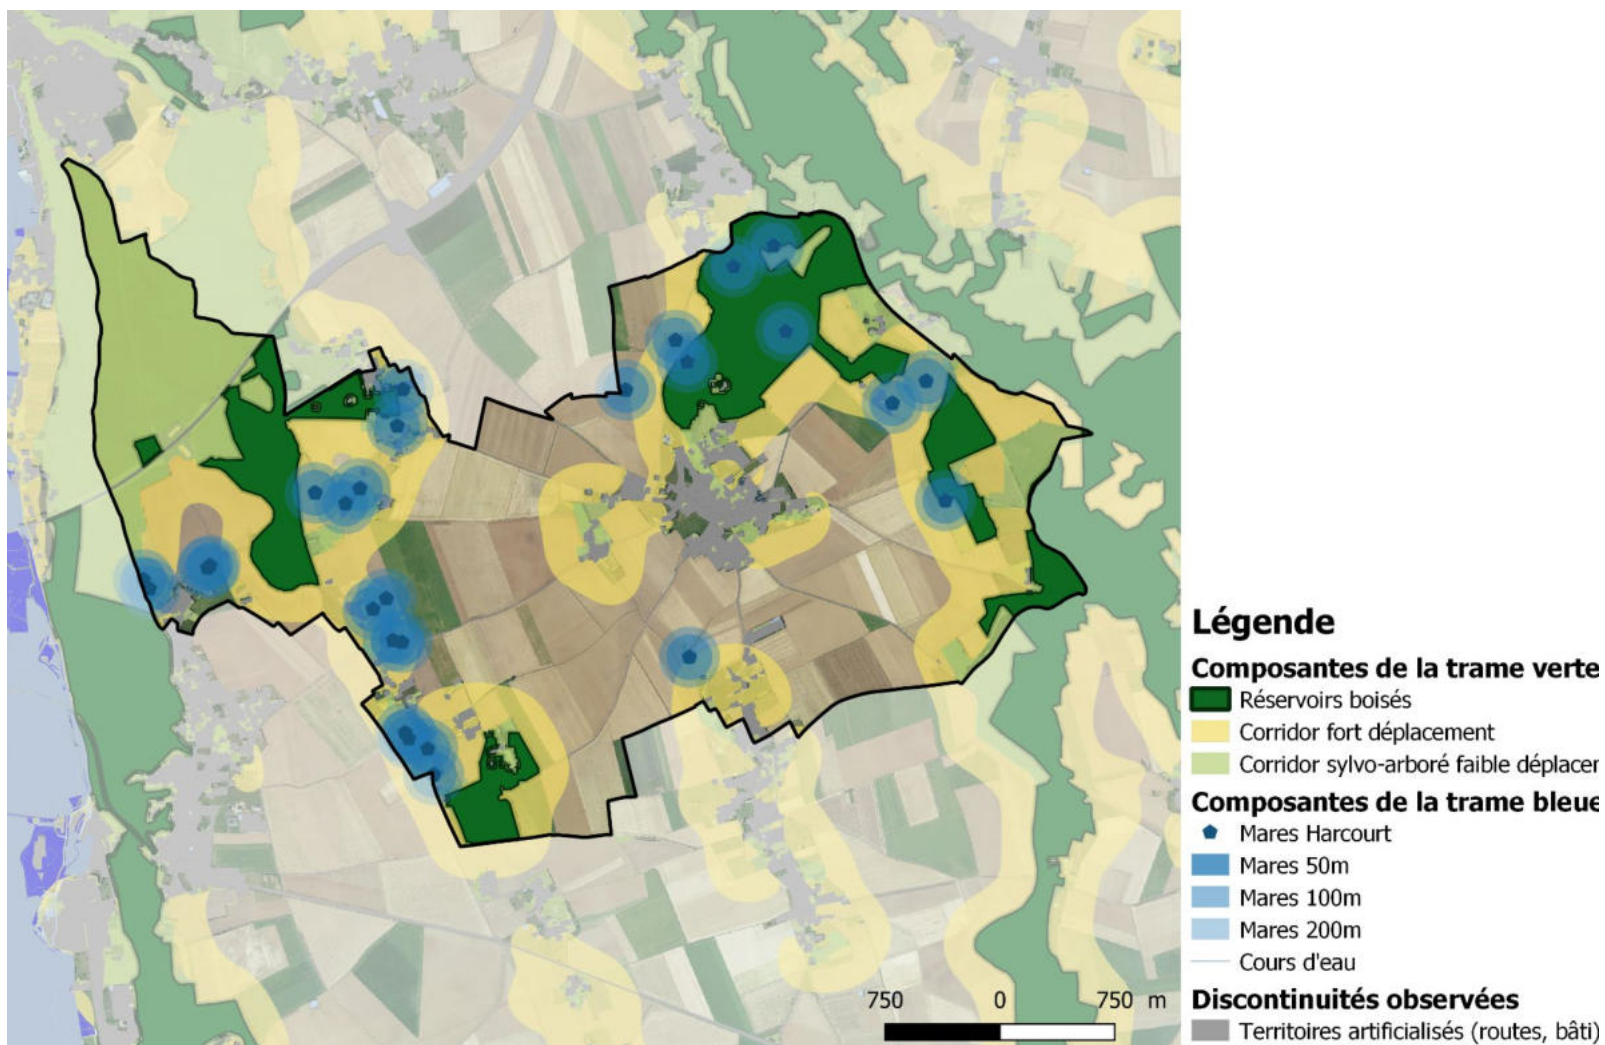 Légende
Composantes de la trame verte
Réservoirs boisés
Corridor fort déplacement
Corridor sylvo-arboré faible déplacer
Composantes de la trame bleue
Mares Harcourt
Mares 50m
Mares 100m
Mares 200m
Cours d'eau
Discontinuités observées
Territoires artificialisés (routes, bâti)
750 0 750 m